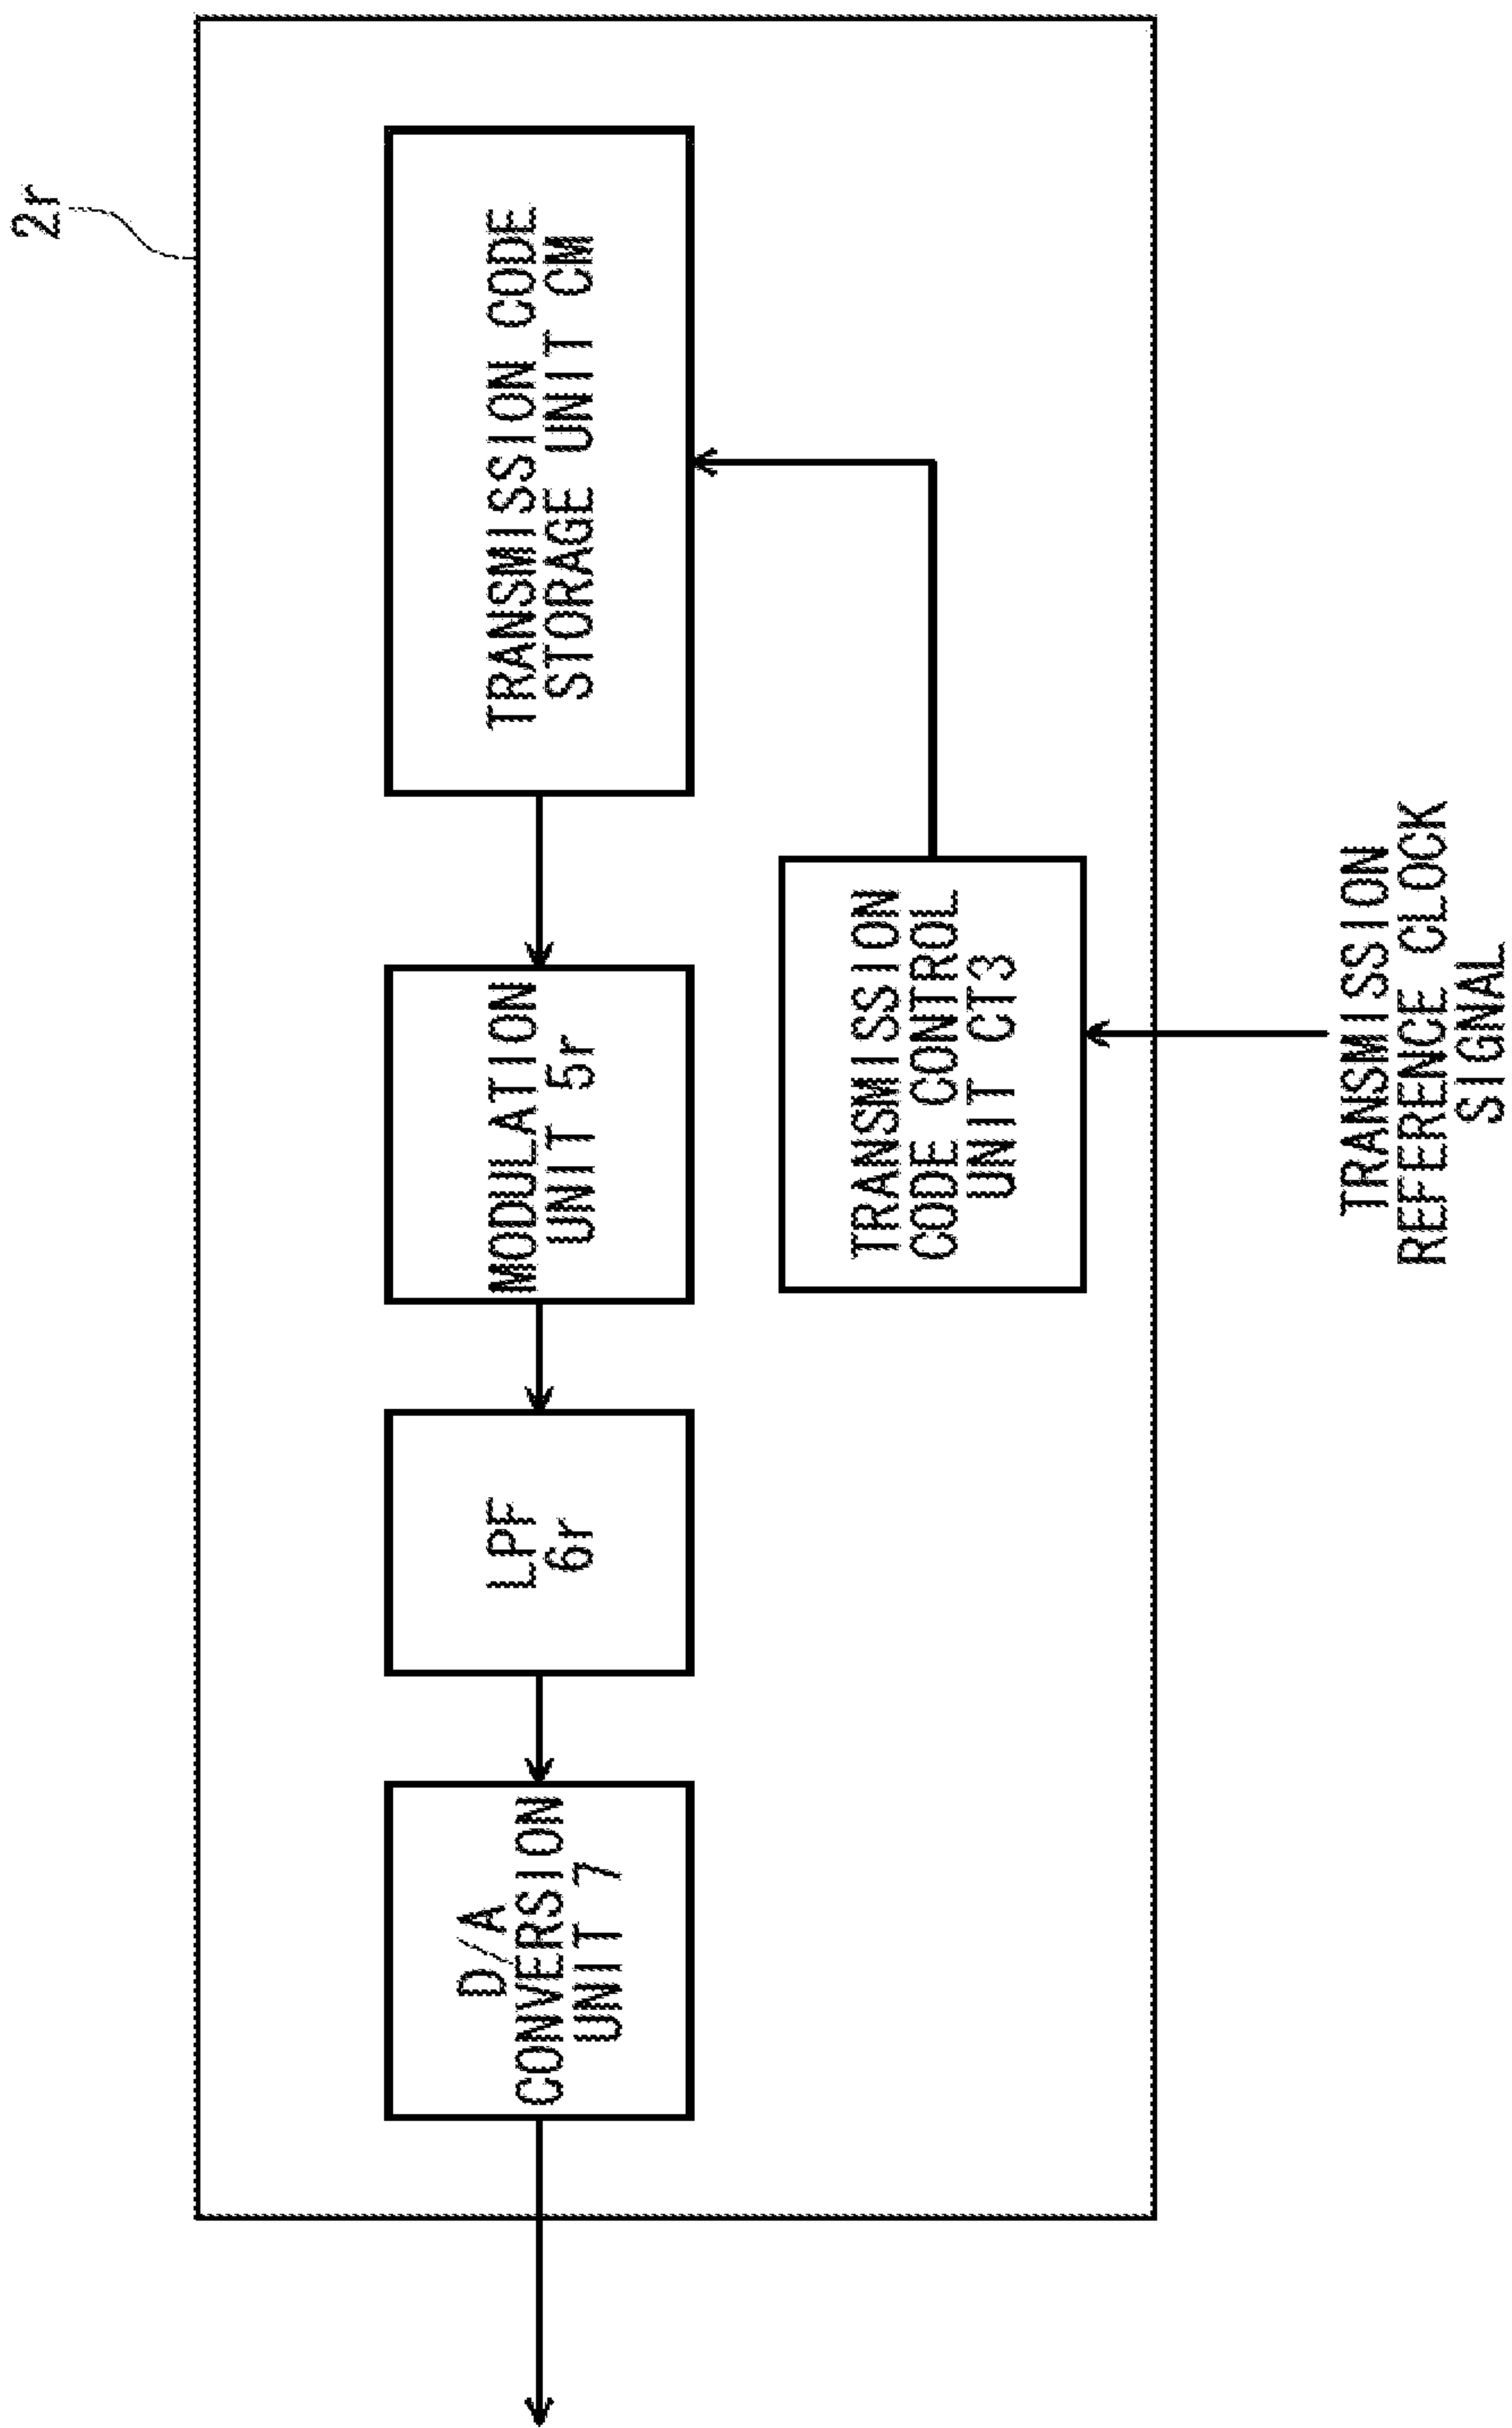 2r
D/A
CONVERSION
UNIT 7
LPF
6r
MODULATION
UNIT 5r
TRANSMISSION CODE
STORAGE UNIT CM
TRANSMISSION
CODE CONTROL
UNIT CT3
TRANSMISSION
REFERENCE CLOCK
SIGNAL